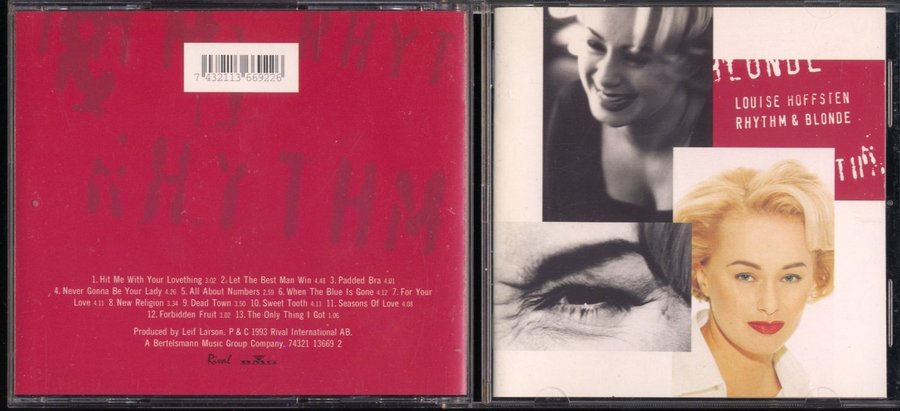 RHYT
7 432113 669226
RHYTHM
1. Hit Me With Your Lovething 3.02 2. Let The Best Man Win 4.48 3. Padded Bra 4.01
4. Never Gonna Be Your Lady 4.26 5. All About Numbers 2.59 6. When The Blue Is Gone 4.12 7. For Your
Love 4.11 8. New Religion 3.34 9. Dead Town 3.50 10. Sweet Tooth 4.13 11. Seasons Of Love 4.08
12. Forbidden Fruit 3.02 13. The Only Thing I Got 1.06
Produced by Leif Larson. P & C 1993 Rival International AB.
A Bertelsmann Music Group Company. 74321 13669 2
Rival BMG
BLONDE
LOUISE HOFFSTEN
RHYTHM & BLONDE